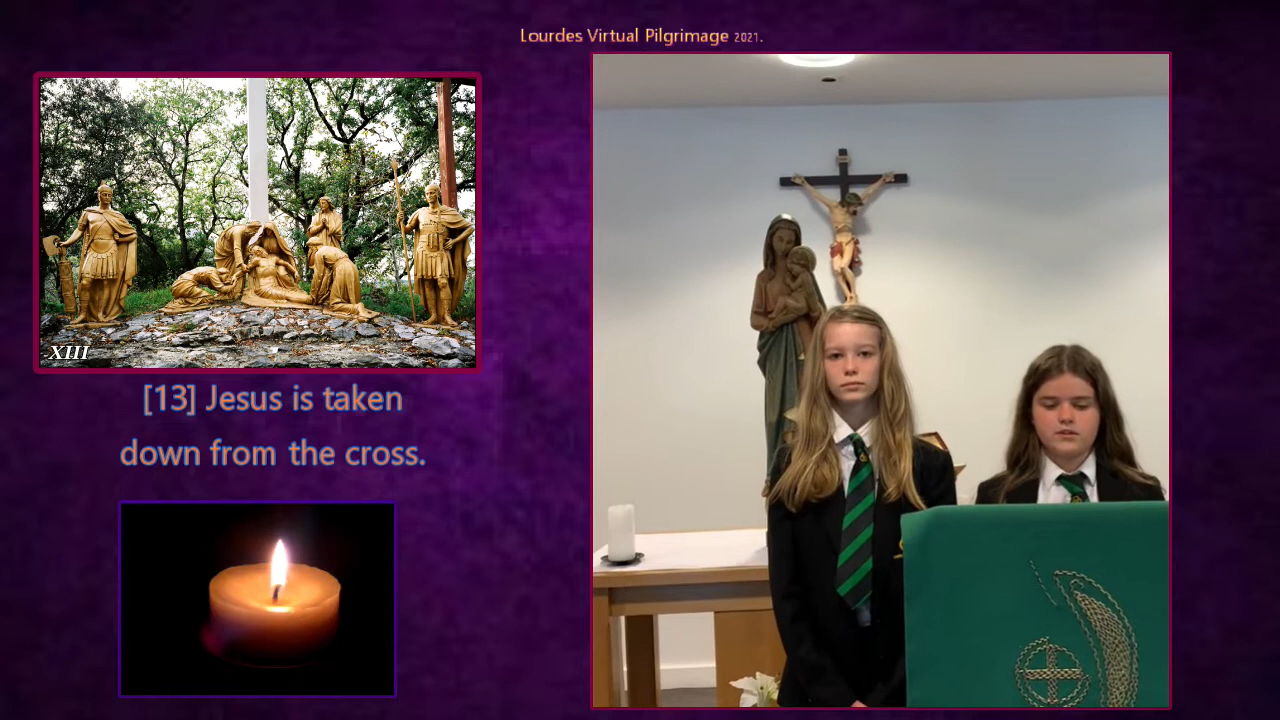 Lourdes Virtual Pilgrimage 2021.
XIII
[13] Jesus is taken
down from the cross.